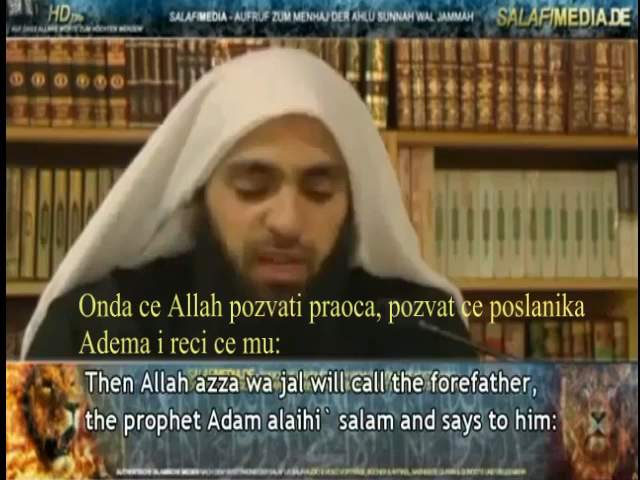 HD
SALAFIMEDIA - AUFRUF ZUM MENHAJ DER AHLU SUNNAH WAL JAMMAH
SALAFIMEDIA.DE
Onda ce Allah pozvati praoca, pozvat ce poslanika
Adema i reci ce mu:
Then Allah azza wa jal will call the forefather,
the prophet Adam alaihi` salam and says to him: